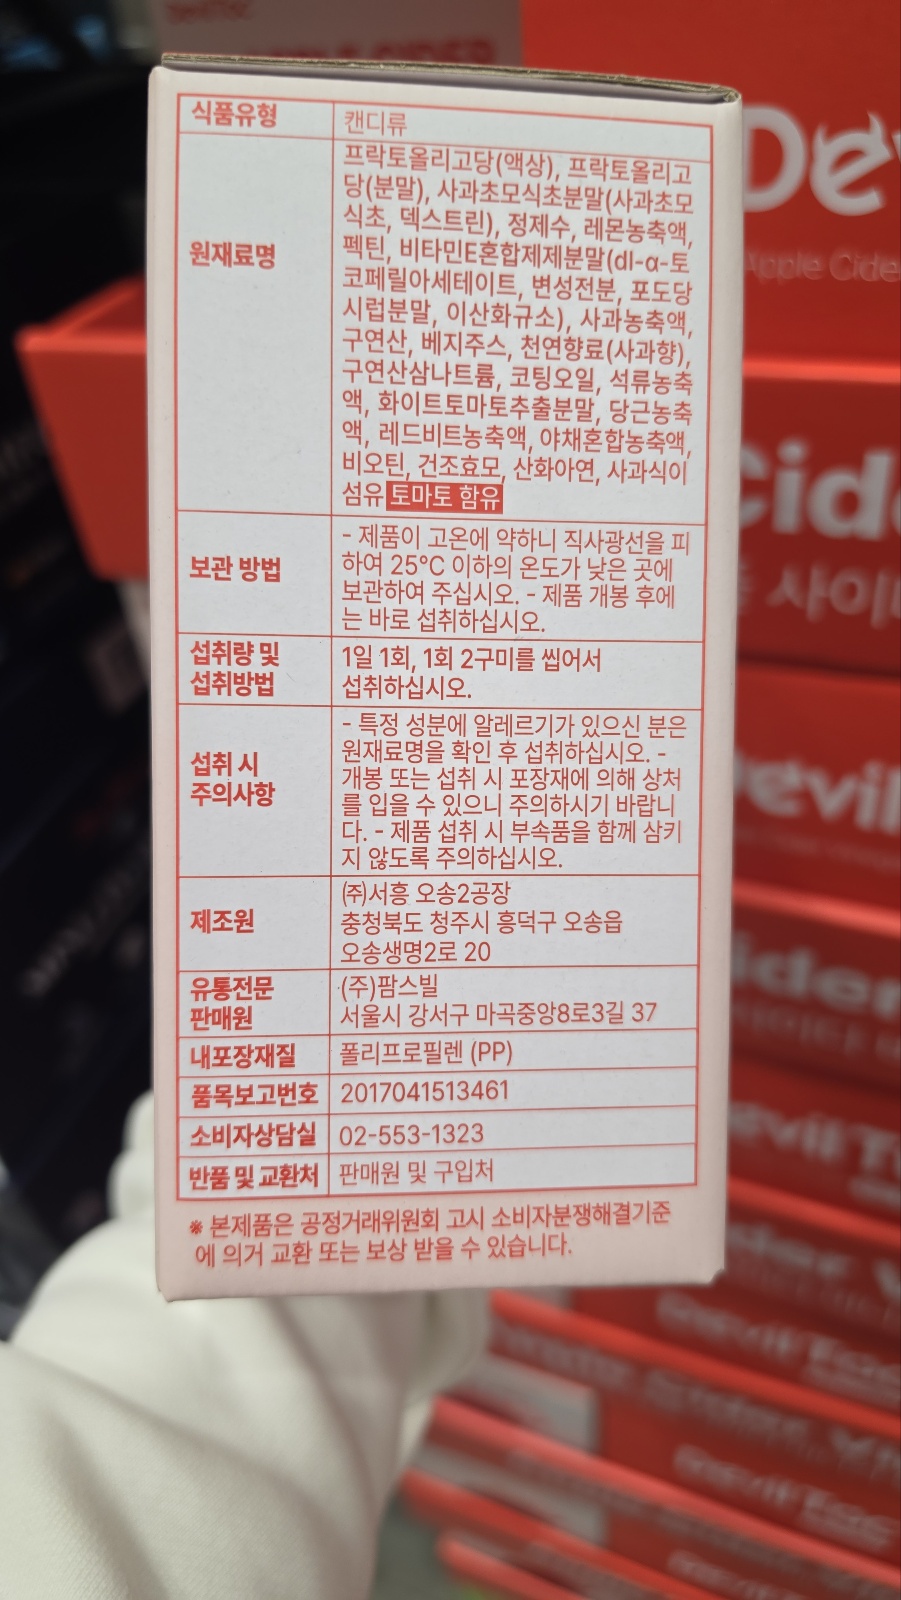 식품유형
캔디류
원재료명
프락토올리고당(액상), 프락토올리고
당(분말), 사과초모식초분말(사과초모
식초, 덱스트린), 정제수, 레몬농축액,
펙틴, 비타민E혼합제제분말(dl-α-토
코페릴아세테이트, 변성전분, 포도당
시럽분말, 이산화규소), 사과농축액,
구연산, 베지주스, 천연향료(사과향),
구연산삼나트륨, 코팅오일, 석류농축
액, 화이트토마토추출분말, 당근농축
액, 레드비트농축액, 야채혼합농축액,
비오틴, 건조효모, 산화아연, 사과식이
섬유 토마토 함유
보관 방법
- 제품이 고온에 약하니 직사광선을 피
하여 25℃ 이하의 온도가 낮은 곳에
보관하여 주십시오. - 제품 개봉 후에
는 바로 섭취하십시오.
섭취량 및
섭취방법
1일 1회, 1회 2구미를 씹어서
섭취하십시오.
섭취 시
주의사항
- 특정 성분에 알레르기가 있으신 분은
원재료명을 확인 후 섭취하십시오. -
개봉 또는 섭취 시 포장재에 의해 상처
를 입을 수 있으니 주의하시기 바랍니
다. - 제품 섭취 시 부속품을 함께 삼키
지 않도록 주의하십시오.
제조원
㈜서흥 오송2공장
충청북도 청주시 흥덕구 오송읍
오송생명2로 20
유통전문
판매원
(주)팜스빌
서울시 강서구 마곡중앙8로3길 37
내포장재질
폴리프로필렌 (PP)
품목보고번호
2017041513461
소비자상담실
02-553-1323
반품 및 교환처
판매원 및 구입처
※ 본제품은 공정거래위원회 고시 소비자분쟁해결기준
에 의거 교환 또는 보상 받을 수 있습니다.
Apple Cide